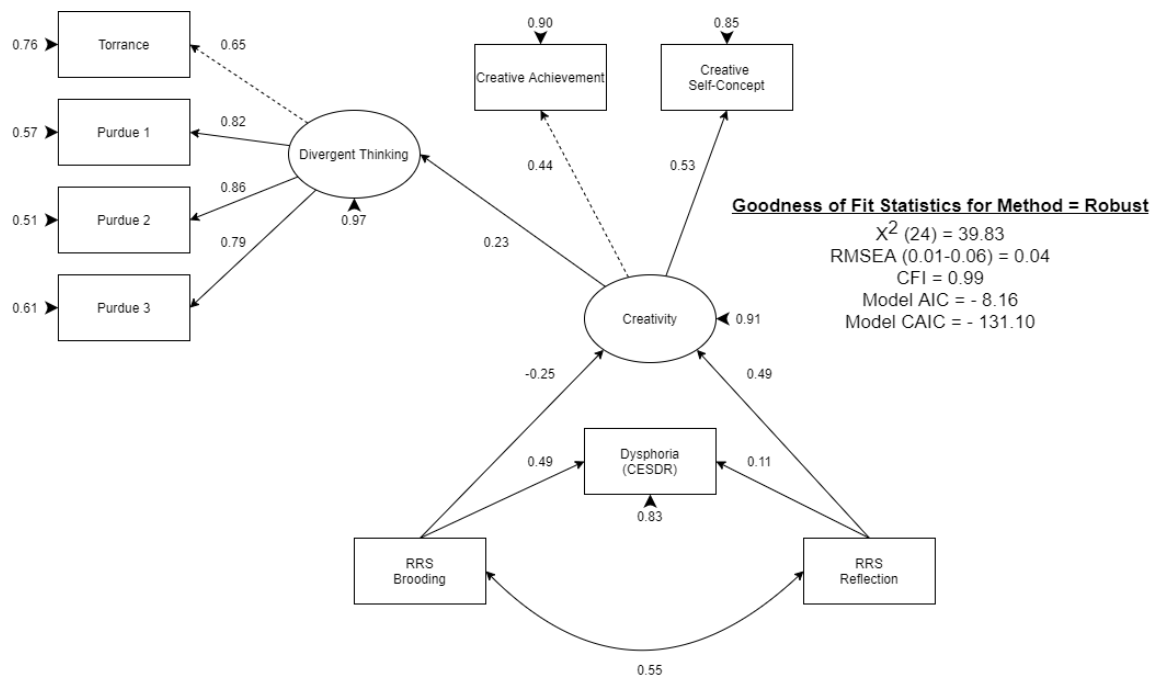 0.90
0.85
0.76
Torrance
0.65
Creative Achievement
Creative
Self-Concept
0.57
Purdue 1
0.82
Divergent Thinking
0.44
0.53
0.51
Purdue 2
0.86
0.97
0.79
0.23
Goodness of Fit Statistics for Method = Robust
X² (24) = 39.83
RMSEA (0.01-0.06) = 0.04
CFI = 0.99
Model AIC = - 8.16
Model CAIC = - 131.10
0.61
Purdue 3
Creativity
0.91
-0.25
0.49
0.49
Dysphoria
(CESDR)
0.11
0.83
RRS
Brooding
RRS
Reflection
0.55